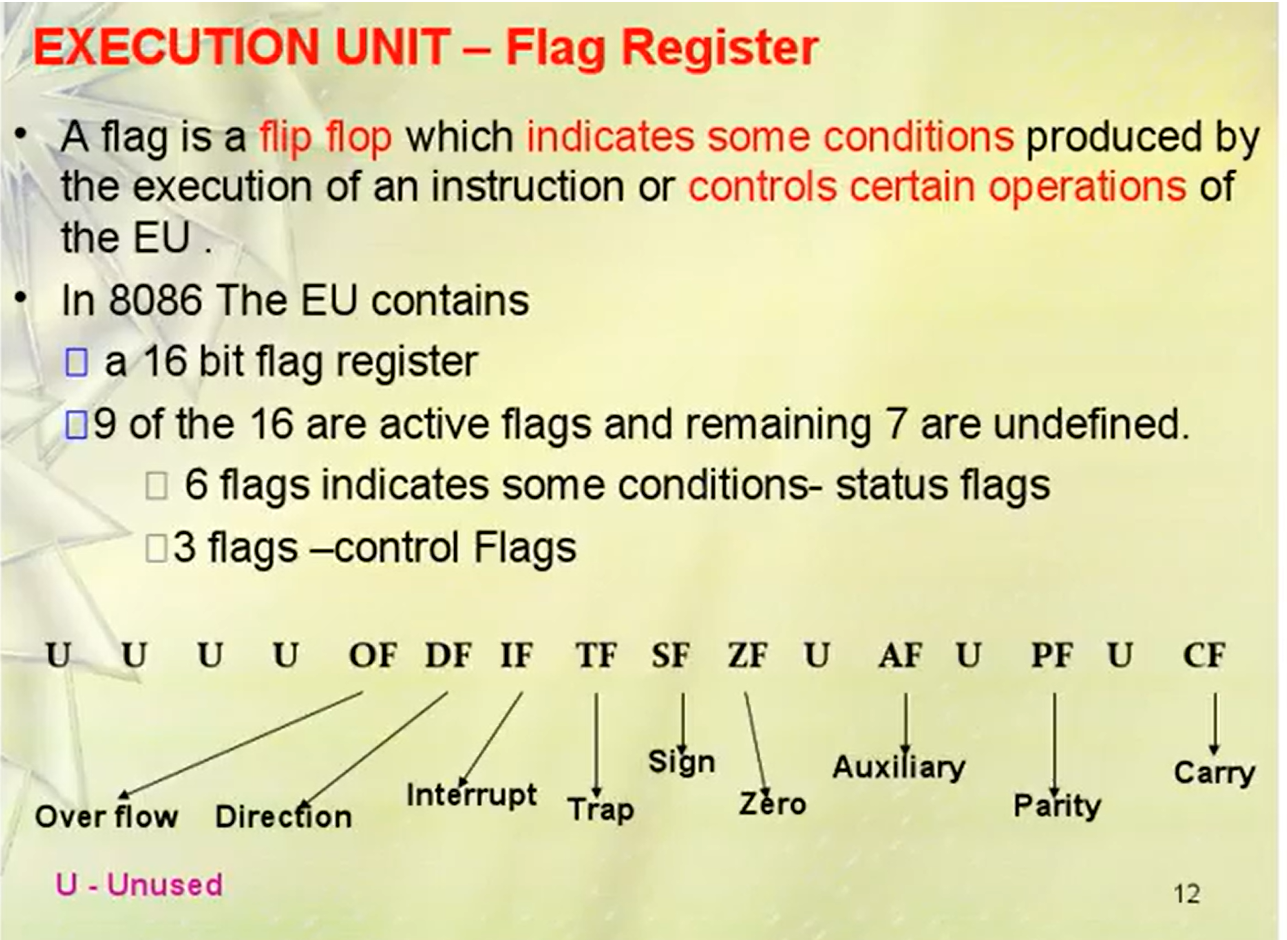 EXECUTION UNIT – Flag Register
• A flag is a flip flop which indicates some conditions produced by
the execution of an instruction or controls certain operations of
the EU .
• In 8086 The EU contains
a 16 bit flag register
9 of the 16 are active flags and remaining 7 are undefined.
6 flags indicates some conditions- status flags
3 flags –control Flags
U U U U OF DF IF TF SF ZF U AF U PF U CF
Over flow Direction Interrupt Trap Sign Zero Auxiliary Parity Carry
U - Unused
12